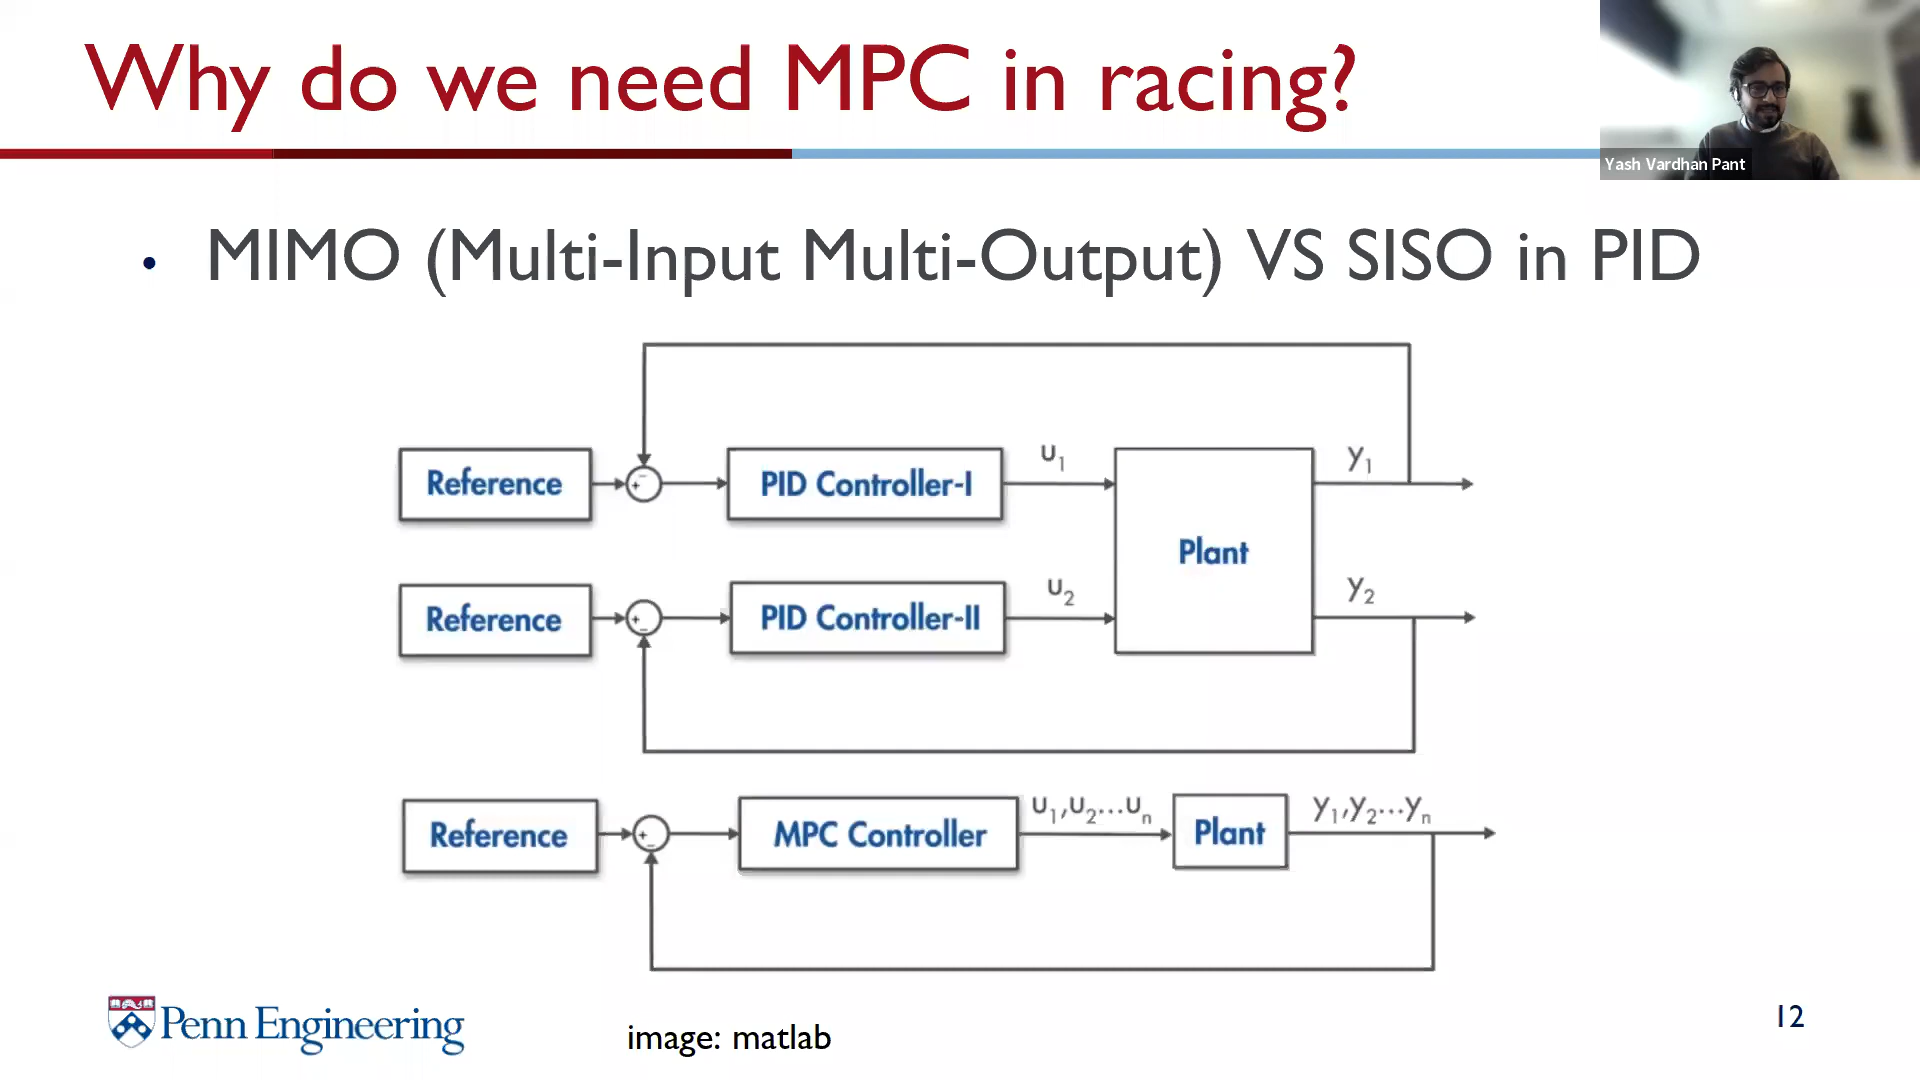 Why do we need MPC in racing?
Yash Vardhan Pant
• MIMO (Multi-Input Multi-Output) VS SISO in PID
Reference
+
−
PID Controller-I
u1
Plant
y1
Reference
+
−
PID Controller-II
u2
y2
Reference
+
−
MPC Controller
u1,u2...un
Plant
y1,y2...yn
Penn Engineering
image: matlab
12